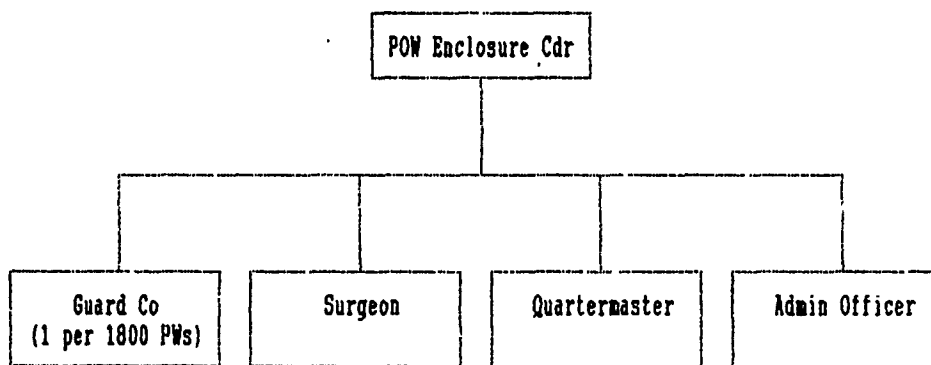 POW Enclosure Cdr
Guard Co
(1 per 1800 PWs)
Surgeon
Quartermaster
Admin Officer